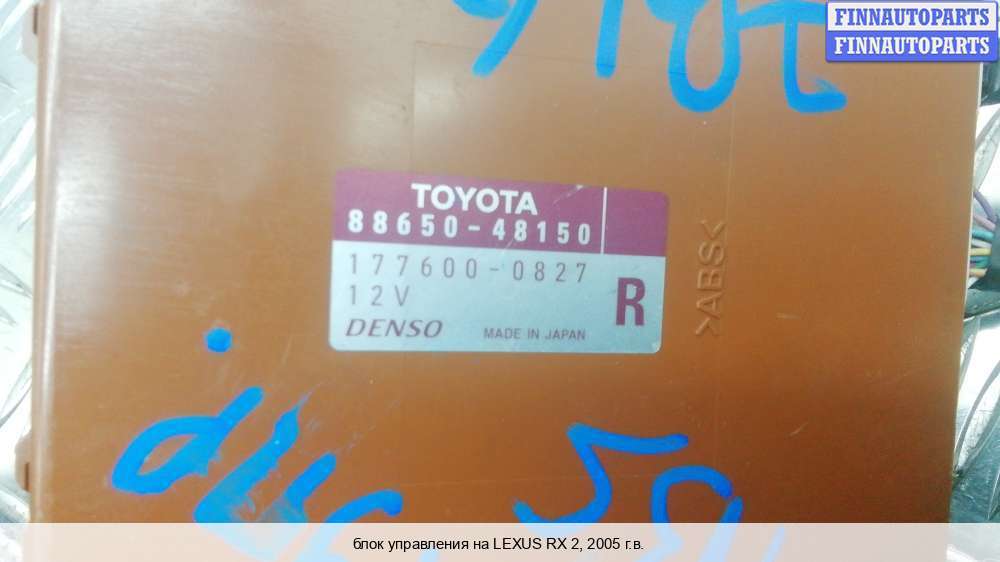 FINNAUTOPARTS
FINNAUTOPARTS
TOYOTA
88650-48150
177600-0827
12V
R
DENSO
MADE IN JAPAN
>ABS<
блок управления на LEXUS RX 2, 2005 г.в.